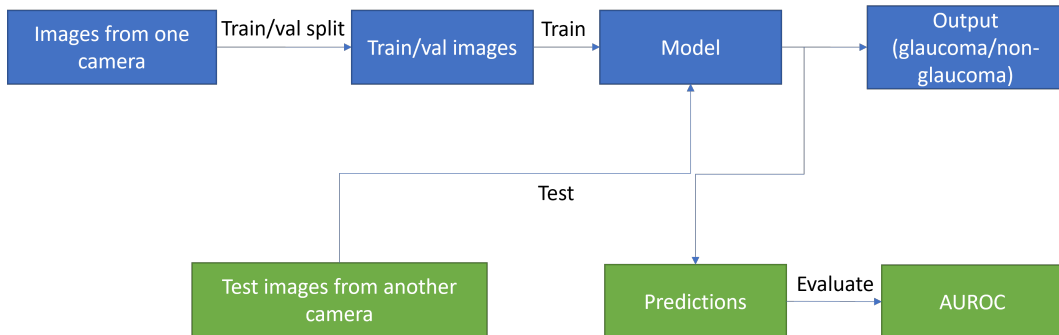 Images from one
camera
Train/val split
Train/val images
Train
Model
Output
(glaucoma/non-
glaucoma)
Test
Test images from another
camera
Predictions
Evaluate
AUROC